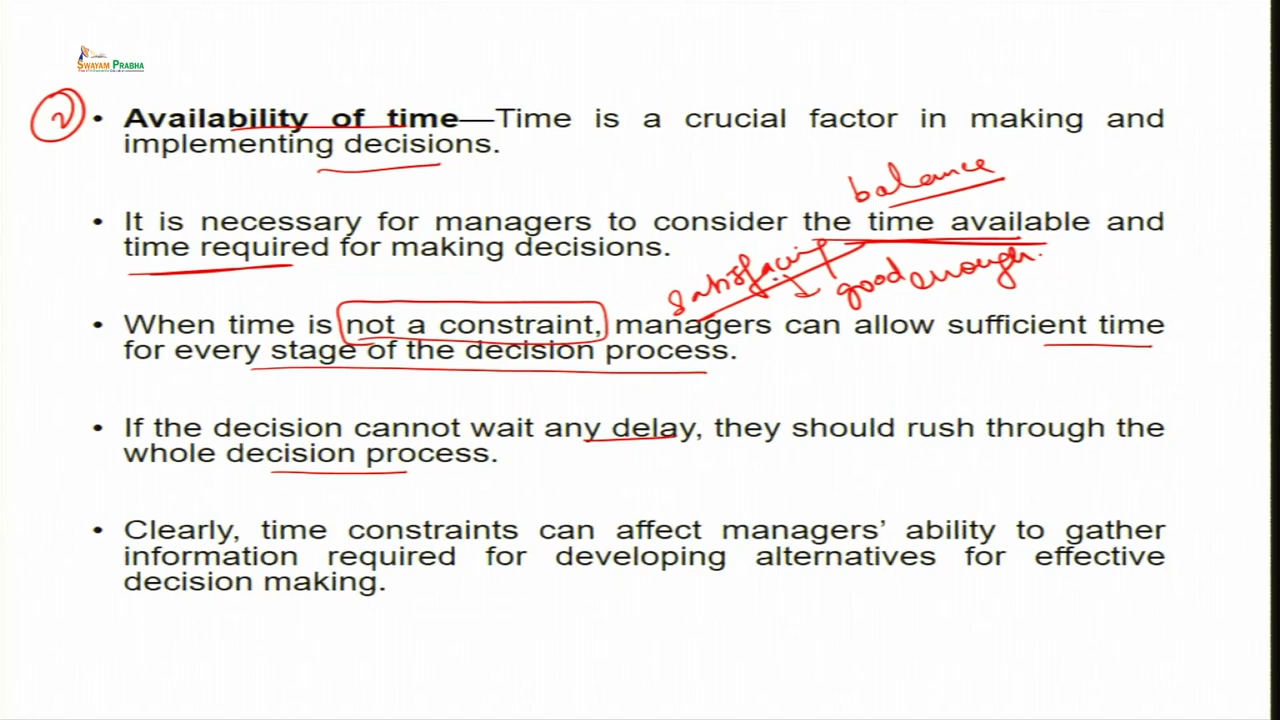 SWAYAM PRABHA
2
• Availability of time—Time is a crucial factor in making and
implementing decisions.
balance
• It is necessary for managers to consider the time available and
time required for making decisions.
satisfacing
good enough.
• When time is not a constraint, managers can allow sufficient time
for every stage of the decision process.
• If the decision cannot wait any delay, they should rush through the
whole decision process.
• Clearly, time constraints can affect managers’ ability to gather
information required for developing alternatives for effective
decision making.